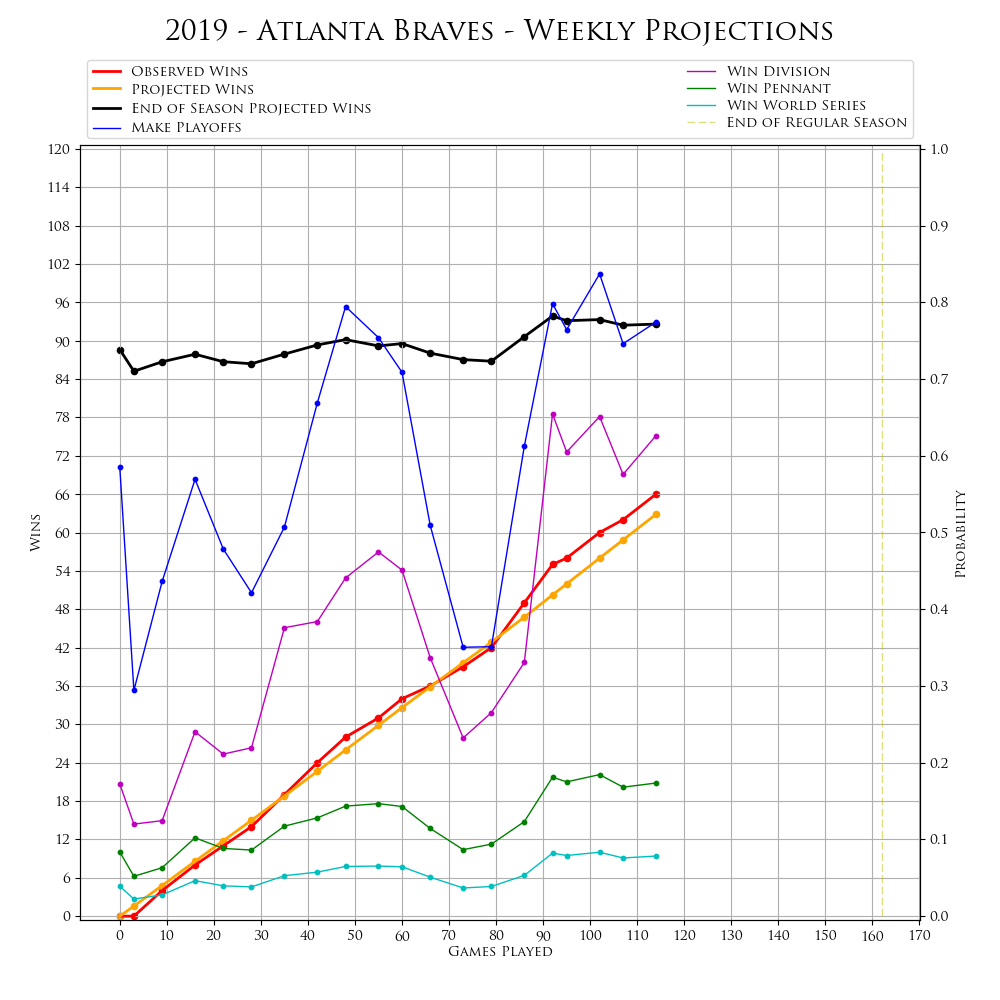 2019 - Atlanta Braves - Weekly Projections
Observed Wins
Projected Wins
End of Season Projected Wins
Make Playoffs
Win Division
Win Pennant
Win World Series
End of Regular Season
120
114
108
102
96
90
84
78
72
66
60
54
48
42
36
30
24
18
12
6
0
Wins
1.0
0.9
0.8
0.7
0.6
0.5
0.4
0.3
0.2
0.1
0.0
Probability
0 10 20 30 40 50 60 70 80 90 100 110 120 130 140 150 160 170
Games Played